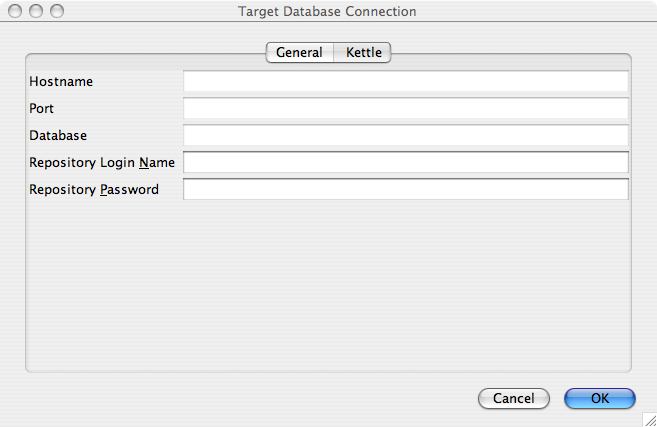 Target Database Connection
General Kettle
Hostname
Port
Database
Repository Login Name
Repository Password
Cancel OK